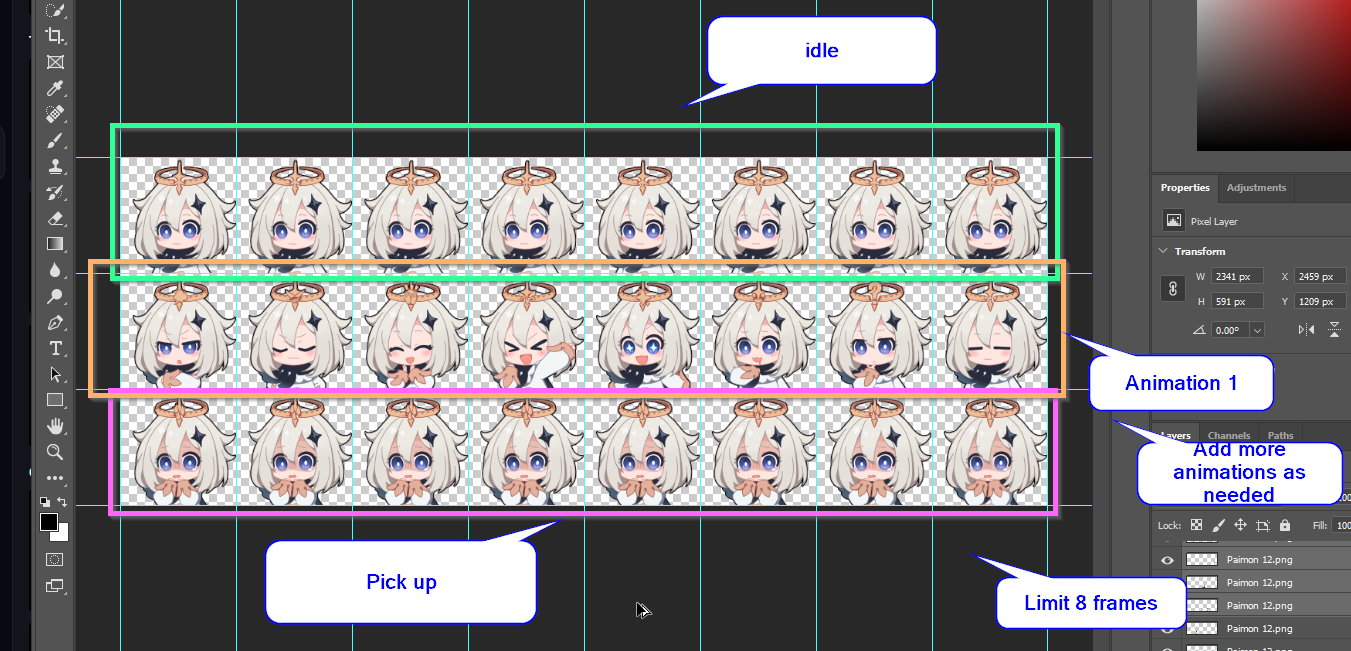 idle
Properties
Adjustments
Pixel Layer
Transform
W 2341 px X 2459 px
H 591 px Y 1209 px
0.00°
Animation 1
Layers Channels Paths
Add more
animations as
needed
Lock: Fill: 100
Paimon 12.png
Pick up
Paimon 12.png
Limit 8 frames
Paimon 12.png
Paimon 12.png